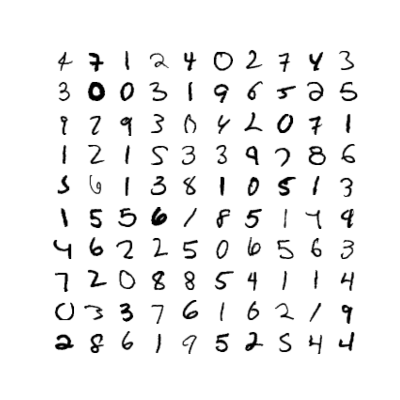 4 7 1 2 4 0 2 7 4 3
3 0 0 3 1 9 6 5 2 5
9 2 9 3 0 4 2 0 7 1
1 2 1 5 3 3 9 7 8 6
5 6 1 3 8 1 0 5 1 3
1 5 5 6 1 8 5 1 4 9
4 6 2 2 5 0 6 5 6 3
7 2 0 8 8 5 4 1 1 4
0 3 3 7 6 1 6 2 1 9
2 8 6 1 9 5 2 5 4 4